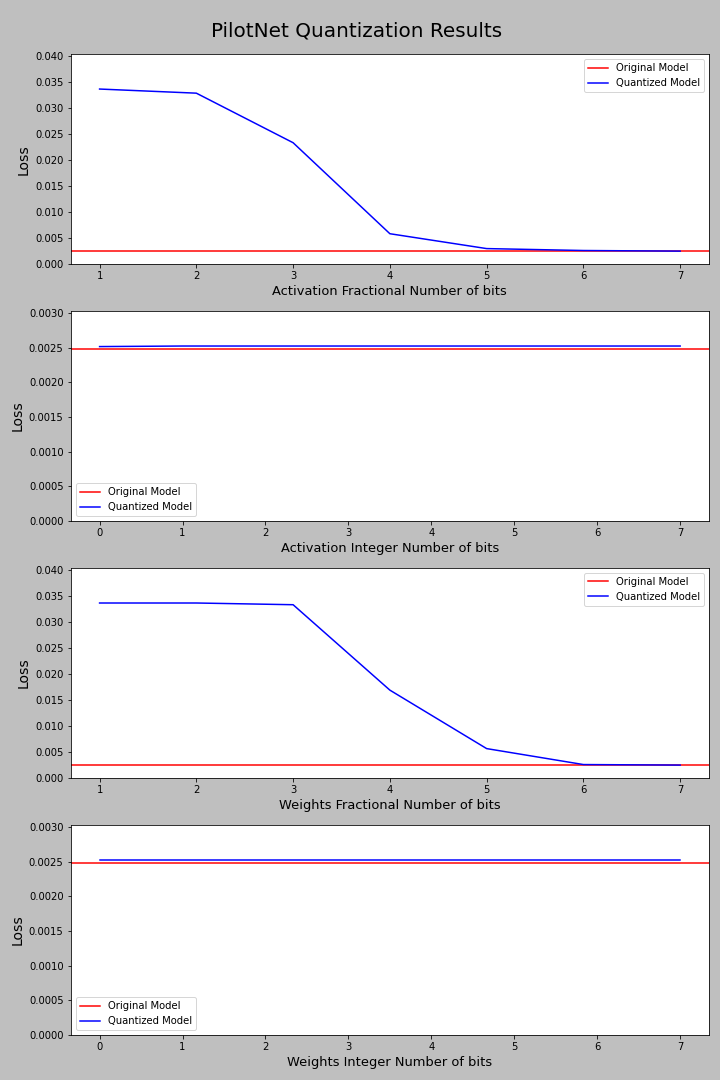 PilotNet Quantization Results
0.040
0.035
0.030
0.025
0.020
0.015
0.010
0.005
0.000
Loss
Original Model
Quantized Model
1 2 3 4 5 6 7
Activation Fractional Number of bits
0.0030
0.0025
0.0020
0.0015
0.0010
0.0005
0.0000
Loss
Original Model
Quantized Model
0 1 2 3 4 5 6 7
Activation Integer Number of bits
0.040
0.035
0.030
0.025
0.020
0.015
0.010
0.005
0.000
Loss
Original Model
Quantized Model
1 2 3 4 5 6 7
Weights Fractional Number of bits
0.0030
0.0025
0.0020
0.0015
0.0010
0.0005
0.0000
Loss
Original Model
Quantized Model
0 1 2 3 4 5 6 7
Weights Integer Number of bits